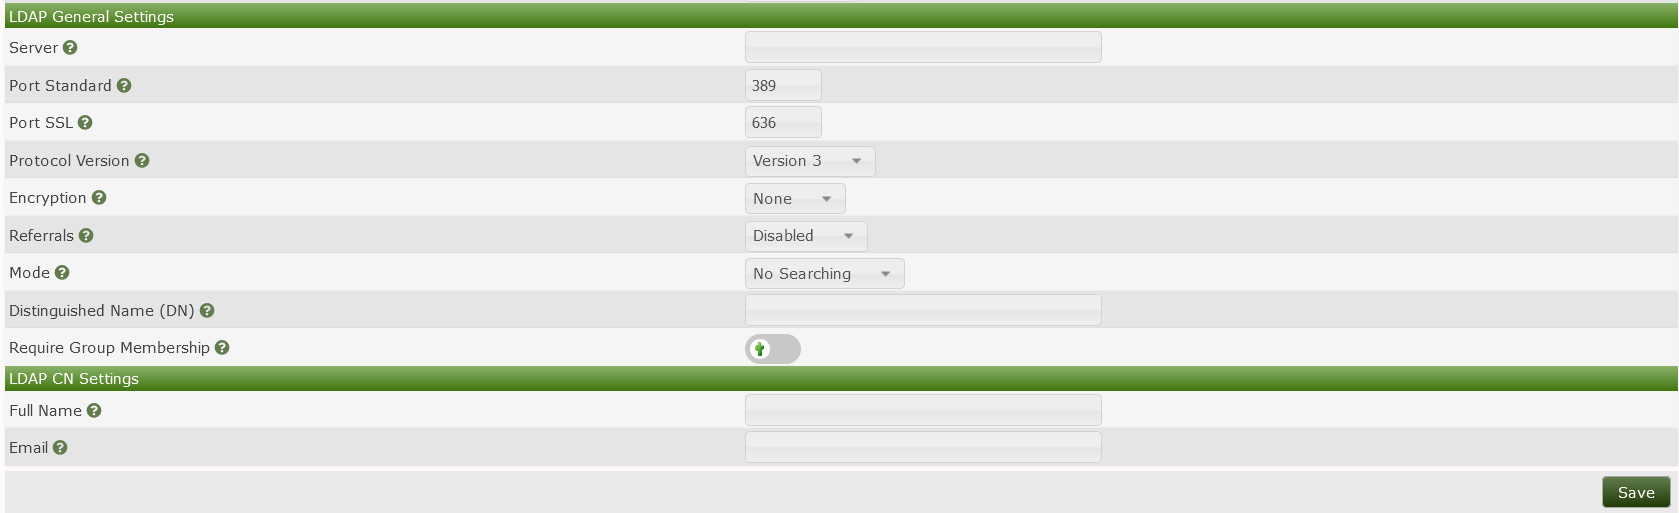 LDAP General Settings
Server
Port Standard 389
Port SSL 636
Protocol Version Version 3
Encryption None
Referrals Disabled
Mode No Searching
Distinguished Name (DN)
Require Group Membership
LDAP CN Settings
Full Name
Email
Save